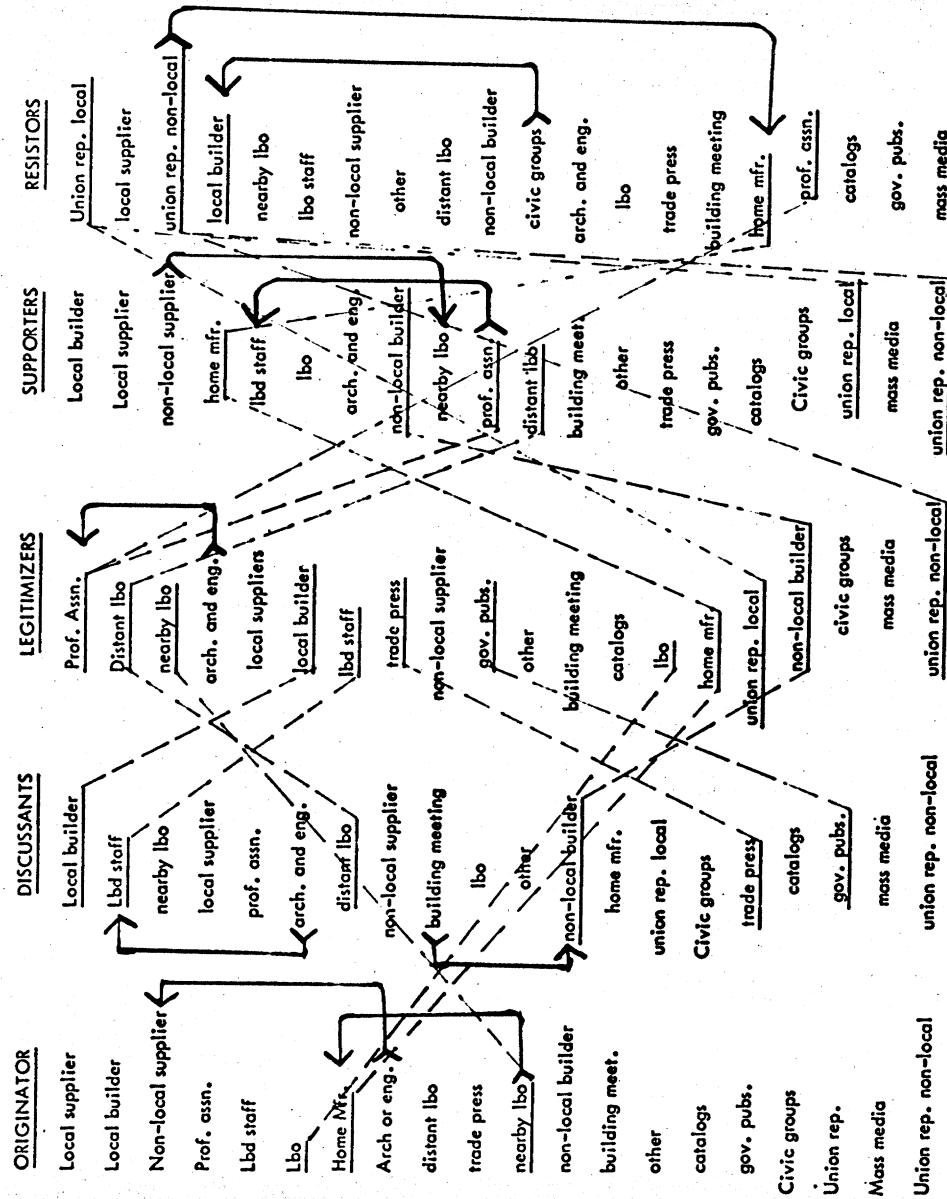 ORIGINATOR
Local supplier
Local builder
Non-local supplier
Prof. assn.
Lbd staff
Lbo
Home Mfr.
Arch or eng.
distant lbo
trade press
nearby lbo
non-local builder
building meet.
other
catalogs
gov. pubs.
Civic groups
Union rep.
Mass media
Union rep. non-local
DISCUSSANTS
Local builder
Lbd staff
nearby lbo
local supplier
prof. assn.
arch. and eng.
distant lbo
non-local supplier
building meeting
lbo
other
non-local builder
home mfr.
union rep. local
Civic groups
trade press
catalogs
gov. pubs.
mass media
union rep. non-local
LEGITIMIZERS
Prof. Assn.
Distant lbo
nearby lbo
arch. and eng.
local suppliers
local builder
lbd staff
trade press
non-local supplier
gov. pubs.
other
building meeting
catalogs
lbo
home mfr.
union rep. local
non-local builder
civic groups
mass media
union rep. non-local
SUPPORTERS
Local builder
Local supplier
non-local supplier
home mfr.
lbd staff
lbo
arch. and eng.
non-local builder
nearby lbo
prof. assn.
distant lbo
building meet.
other
trade press
gov. pubs.
catalogs
Civic groups
union rep. local
mass media
union rep. non-local
RESISTORS
Union rep. local
local supplier
union rep. non-local
local builder
nearby lbo
lbo staff
non-local supplier
other
distant lbo
non-local builder
civic groups
arch. and eng.
lbo
trade press
building meeting
home mfr.
prof. assn.
catalogs
gov. pubs.
mass media